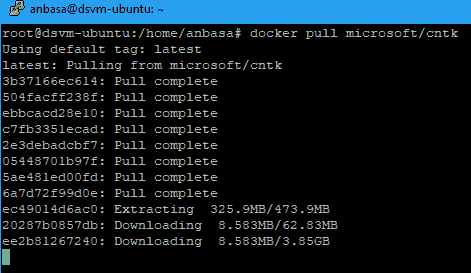 anbasa@dsvm-ubuntu: ~
root@dsvm-ubuntu:/home/anbasa# docker pull microsoft/cntk
Using default tag: latest
latest: Pulling from microsoft/cntk
3b37166ec614: Pull complete
504facff238f: Pull complete
ebbcacd28e10: Pull complete
c7fb3351ecad: Pull complete
2e3debadcbf7: Pull complete
05448701b97f: Pull complete
5ae481ed00fd: Pull complete
6a7d72f99d0e: Pull complete
ec49014d6ac0: Extracting 325.9MB/473.9MB
20287b0857db: Downloading 8.583MB/62.83MB
ee2b81267240: Downloading 8.583MB/3.85GB